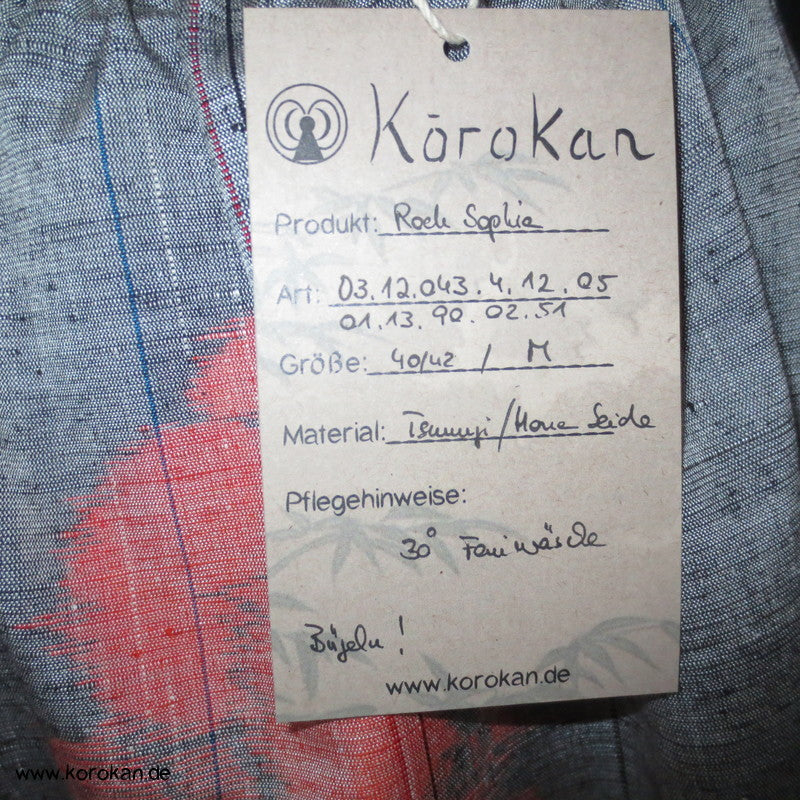 KōroKan
Produkt: Rock Sophie
Art: 03.12.043.4.12.05
01.13.90.02.51
Größe: 40/42 / M
Material: Tsumugi / Seide
Pflegehinweise:
30° Feinwäsche
Bügeln!
www.korokan.de
www.korokan.de